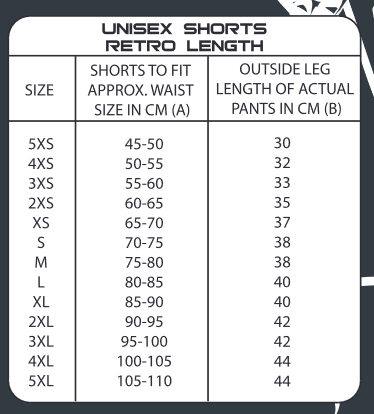 UNISEX SHORTS
RETRO LENGTH
SIZE SHORTS TO FIT APPROX. WAIST SIZE IN CM (A) OUTSIDE LEG LENGTH OF ACTUAL PANTS IN CM (B)
5XS 45-50 30
4XS 50-55 32
3XS 55-60 33
2XS 60-65 35
XS 65-70 37
S 70-75 38
M 75-80 38
L 80-85 40
XL 85-90 40
2XL 90-95 42
3XL 95-100 42
4XL 100-105 44
5XL 105-110 44